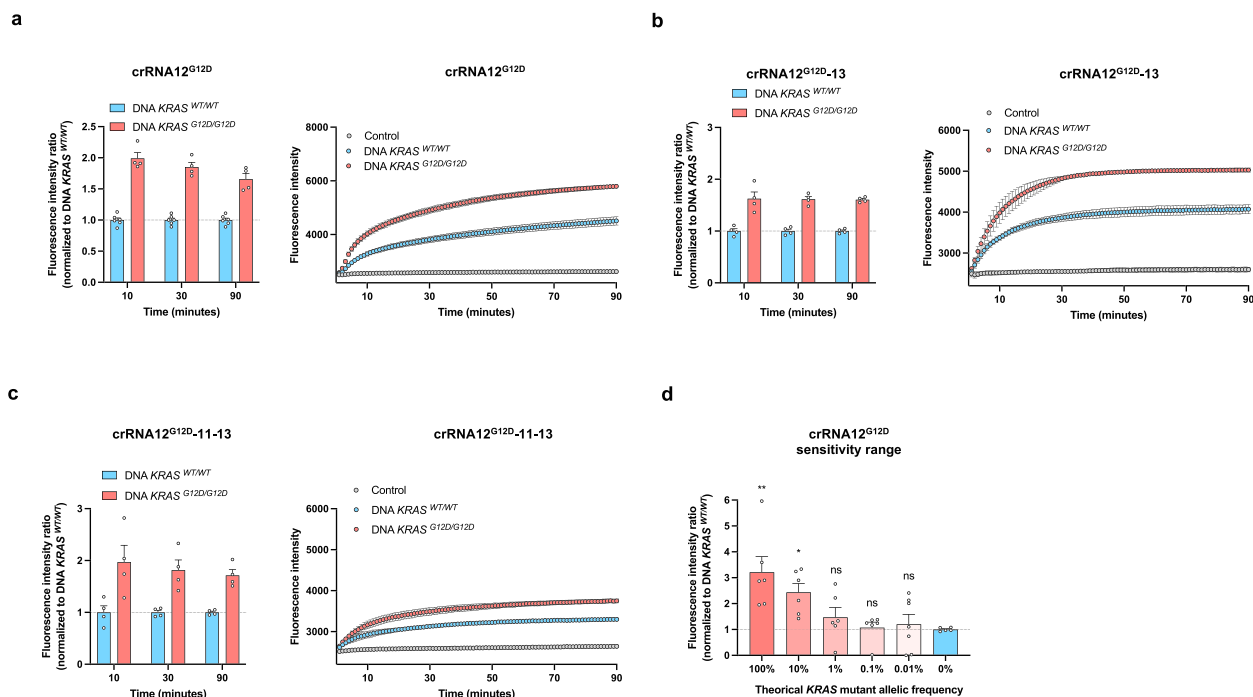 a
crRNA12G12D
DNA KRAS WT/WT
DNA KRAS G12D/G12D
Fluorescence intensity ratio
(normalized to DNA KRAS WT/WT)
2.5
2.0
1.5
1.0
0.5
0.0
10
30
90
Time (minutes)
crRNA12G12D
Control
DNA KRAS WT/WT
DNA KRAS G12D/G12D
Fluorescence intensity
8000
6000
4000
10
30
50
70
90
Time (minutes)
b
crRNA12G12D-13
DNA KRAS WT/WT
DNA KRAS G12D/G12D
Fluorescence intensity ratio
(normalized to DNA KRAS WT/WT)
3
2
1
0
10
30
90
Time (minutes)
crRNA12G12D-13
Control
DNA KRAS WT/WT
DNA KRAS G12D/G12D
Fluorescence intensity
6000
5000
4000
3000
10
30
50
70
90
Time (minutes)
c
crRNA12G12D-11-13
DNA KRAS WT/WT
DNA KRAS G12D/G12D
Fluorescence intensity ratio
(normalized to DNA KRAS WT/WT)
3
2
1
0
10
30
90
Time (minutes)
crRNA12G12D-11-13
Control
DNA KRAS WT/WT
DNA KRAS G12D/G12D
Fluorescence intensity
6000
5000
4000
3000
10
30
50
70
90
Time (minutes)
d
crRNA12G12D
sensitivity range
Fluorescence intensity ratio
(normalized to DNA KRAS WT/WT)
6
5
4
3
2
1
0
**
*
ns
ns
ns
100%
10%
1%
0.1%
0.01%
0%
Theorical KRAS mutant allelic frequency